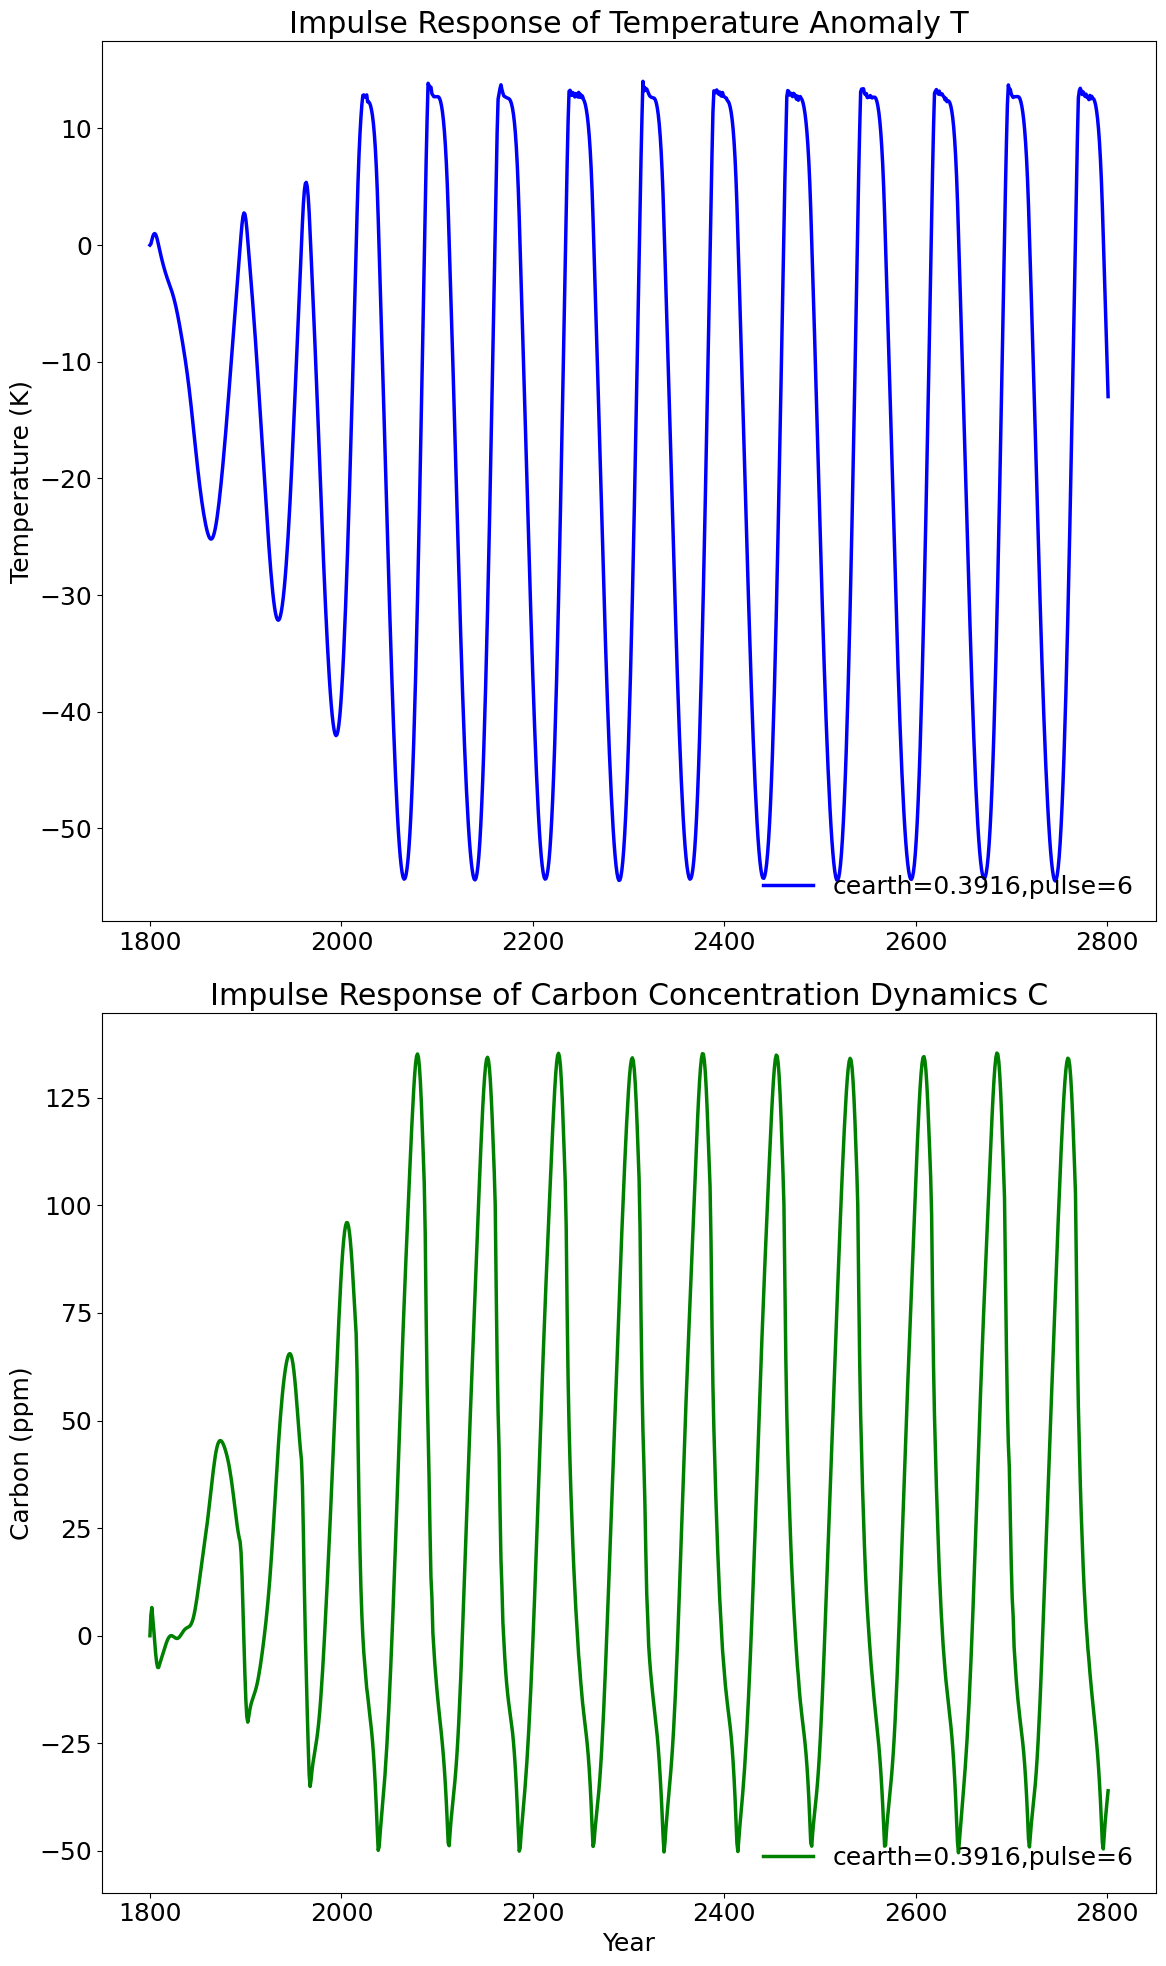 Impulse Response of Temperature Anomaly T
Temperature (K)
10
0
−10
−20
−30
−40
−50
1800 2000 2200 2400 2600 2800
cearth=0.3916,pulse=6
Impulse Response of Carbon Concentration Dynamics C
Carbon (ppm)
125
100
75
50
25
0
−25
−50
1800 2000 2200 2400 2600 2800
cearth=0.3916,pulse=6
Year